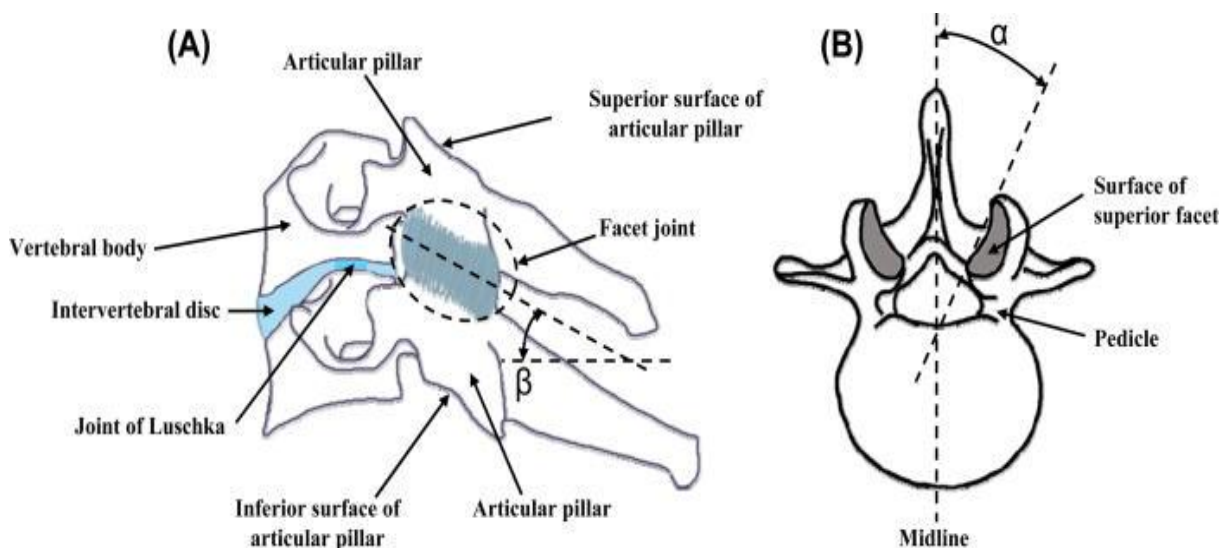 (A)
Articular pillar
Superior surface of
articular pillar
Facet joint
Vertebral body
Intervertebral disc
β
Joint of Luschka
Inferior surface of
articular pillar
Articular pillar
(B)
α
Surface of
superior facet
Pedicle
Midline